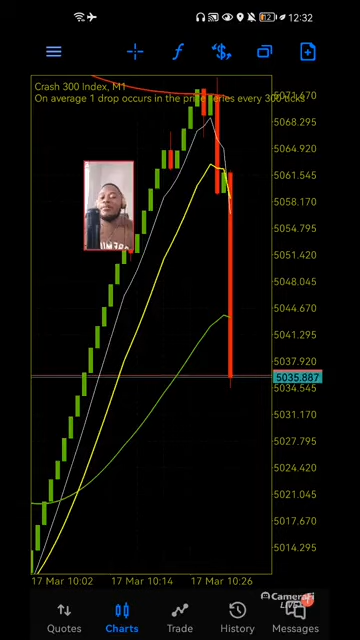 12:32
Crash 300 Index, M1
On average 1 drop occurs in the price series every 300 ticks
5071.670
5068.295
5064.920
5061.545
5058.170
5054.795
5051.420
5048.045
5044.670
5041.295
5037.920
5035.887
5034.545
5031.170
5027.795
5024.420
5021.045
5017.670
5014.295
17 Mar 10:02
17 Mar 10:14
17 Mar 10:26
CameraFi
LIVE
Quotes
Charts
Trade
History
Messages